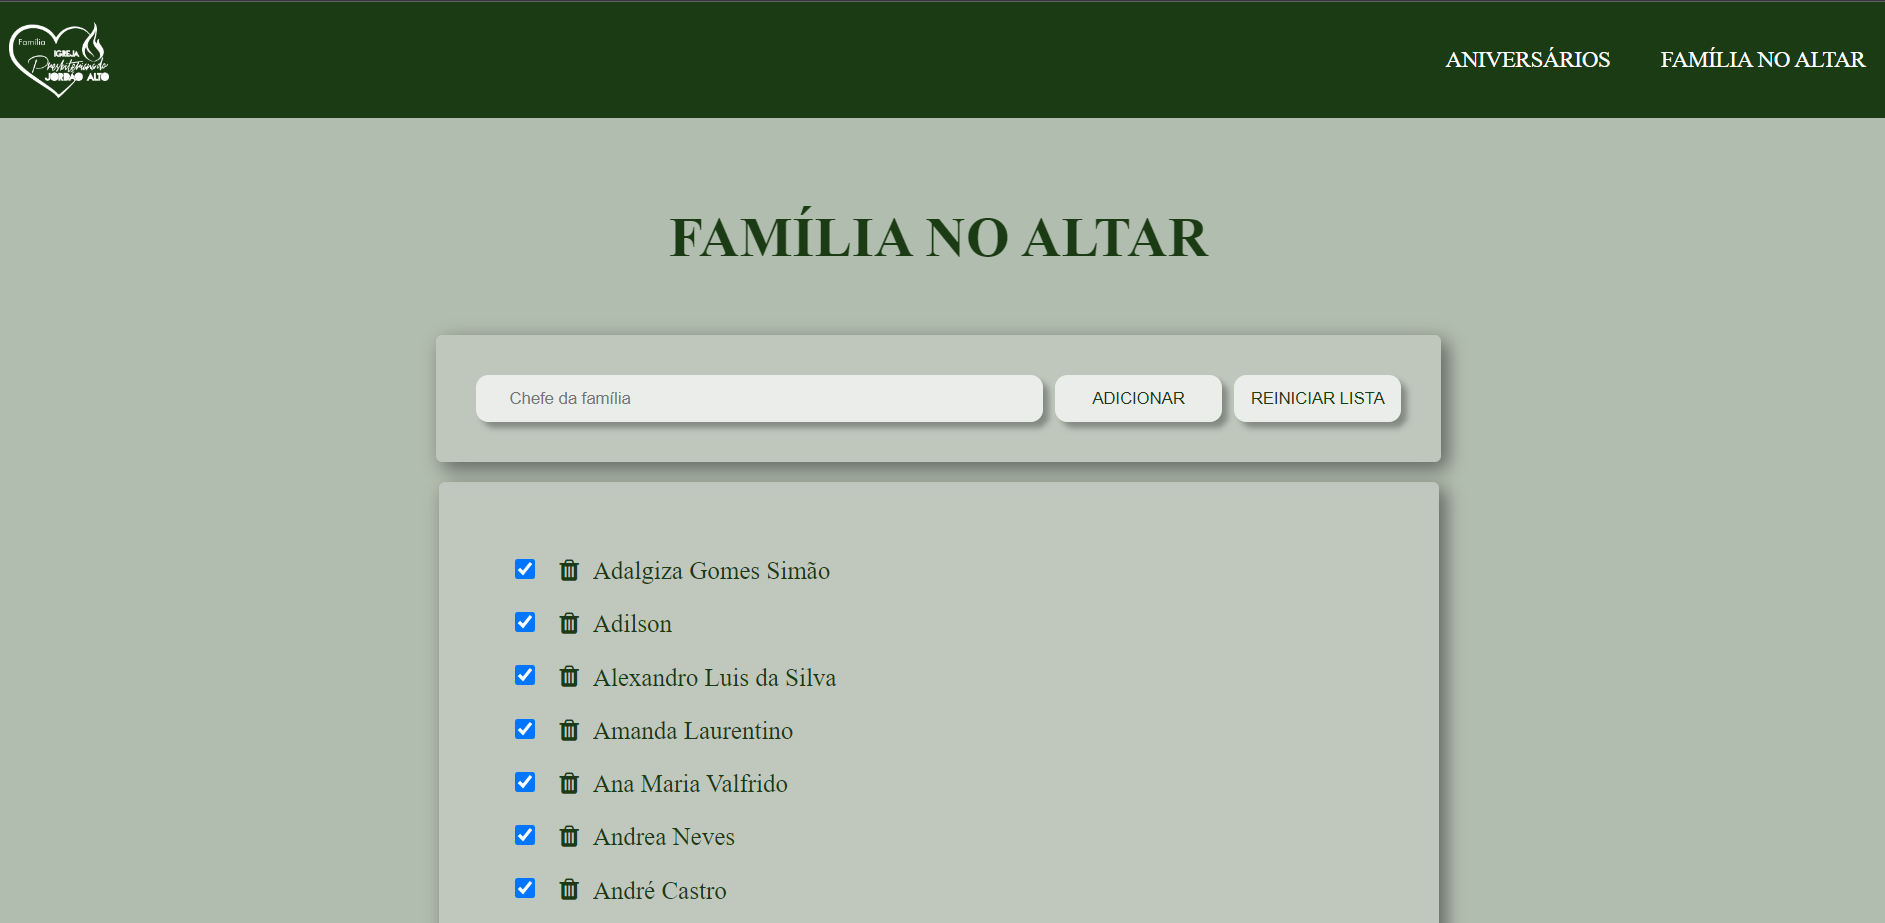 Família
IGREJA
Presbiteriana do
JORDÃO ALTO
ANIVERSÁRIOS
FAMÍLIA NO ALTAR
FAMÍLIA NO ALTAR
Chefe da família
ADICIONAR
REINICIAR LISTA
Adalgiza Gomes Simão
Adilson
Alexandro Luis da Silva
Amanda Laurentino
Ana Maria Valfrido
Andrea Neves
André Castro